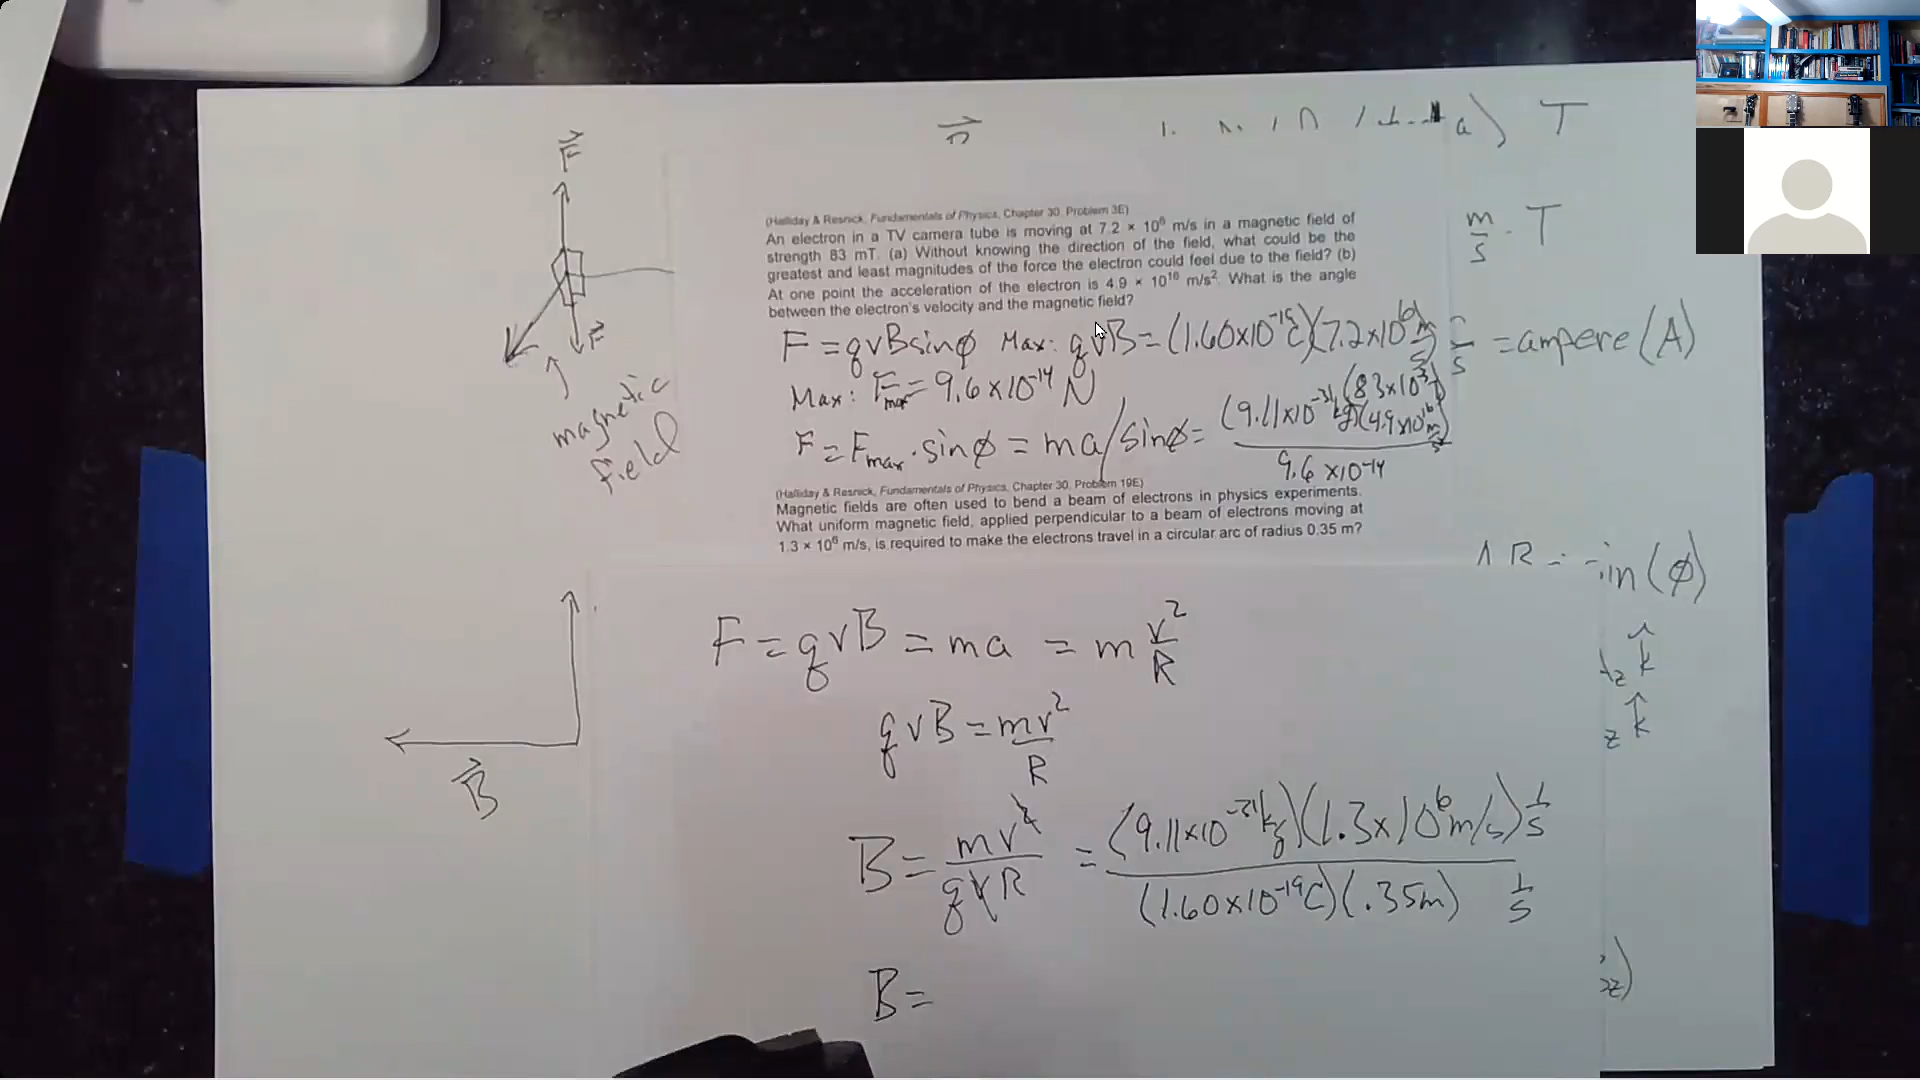 F
n
T
m/s · T
(Halliday & Resnick, Fundamentals of Physics, Chapter 30, Problem 3E)
An electron in a TV camera tube is moving at 7.2 × 10⁶ m/s in a magnetic field of
strength 83 mT. (a) Without knowing the direction of the field, what could be the
greatest and least magnitudes of the force the electron could feel due to the field? (b)
At one point the acceleration of the electron is 4.9 × 10¹⁶ m/s². What is the angle
between the electron's velocity and the magnetic field?
F
magnetic
field
F = qvBsinϕ Max: qvB = (1.60×10⁻¹⁹C)(7.2×10⁶ m/s)
(83×10⁻³T)
= ampere (A)
Max: Fmax = 9.6×10⁻¹⁴ N
F = Fmax · sinϕ = ma / sinϕ = (9.11×10⁻³¹kg)(4.9×10¹⁶ m/s²)
9.6×10⁻¹⁴
(Halliday & Resnick, Fundamentals of Physics, Chapter 30, Problem 19E)
Magnetic fields are often used to bend a beam of electrons in physics experiments.
What uniform magnetic field, applied perpendicular to a beam of electrons moving at
1.3 × 10⁶ m/s, is required to make the electrons travel in a circular arc of radius 0.35 m?
in(ϕ)
F = qvB = ma = m v²/R
z k̂
z k̂
qvB = mv²/R
B
B = mv²/qvR = (9.11×10⁻³¹kg)(1.3×10⁶m/s) 1/s
(1.60×10⁻¹⁹C)(.35m) 1/s
B =